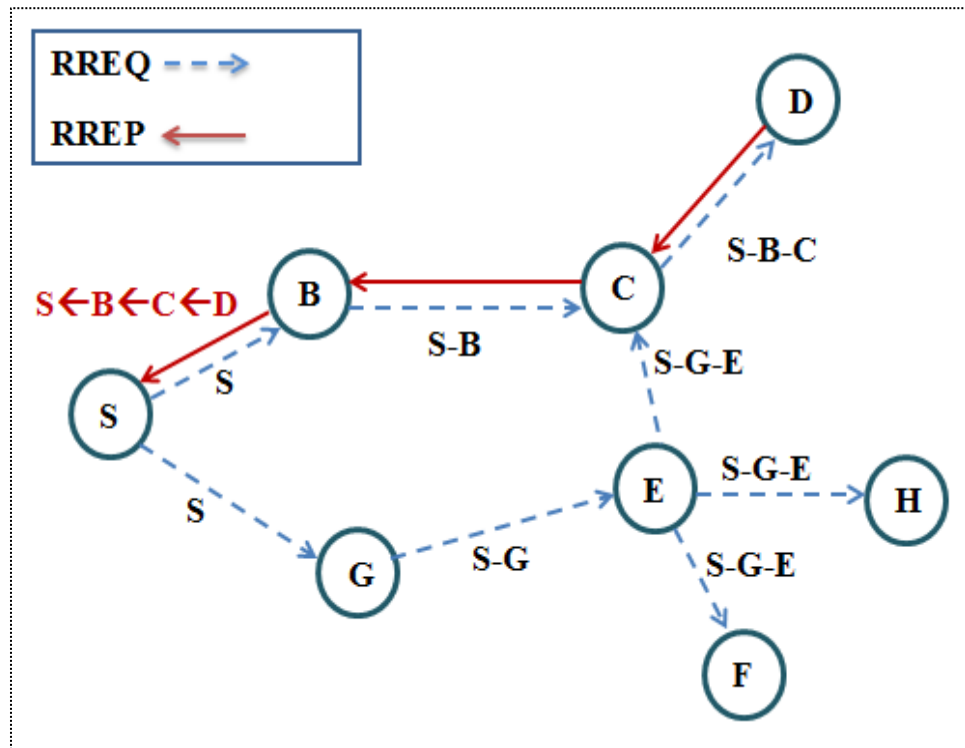 RREQ
RREP
D
S-B-C
B
C
S←B←C←D
S-B
S-G-E
S
S
E
S-G-E
H
S
S-G
G
S-G-E
F